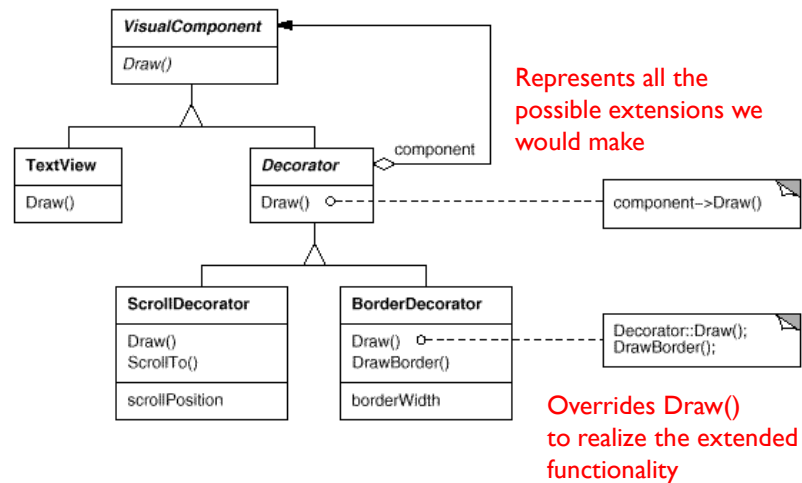 VisualComponent
Draw()
Represents all the
possible extensions we
would make
component
TextView
Draw()
Decorator
Draw()
component->Draw()
ScrollDecorator
Draw()
ScrollTo()
scrollPosition
BorderDecorator
Draw()
DrawBorder()
borderWidth
Decorator::Draw();
DrawBorder();
Overrides Draw()
to realize the extended
functionality